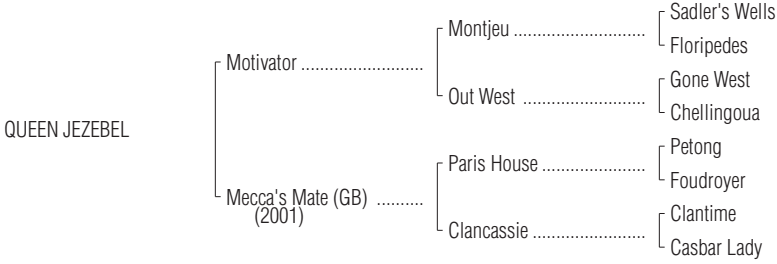 Sadler's Wells
Montjeu ..........................
Floripedes
Motivator ........................
Gone West
Out West ........................
Chellingoua
QUEEN JEZEBEL
Petong
Paris House .....................
Foudroyer
Mecca's Mate (GB) ..........
(2001)
Clantime
Clancassie .......................
Casbar Lady